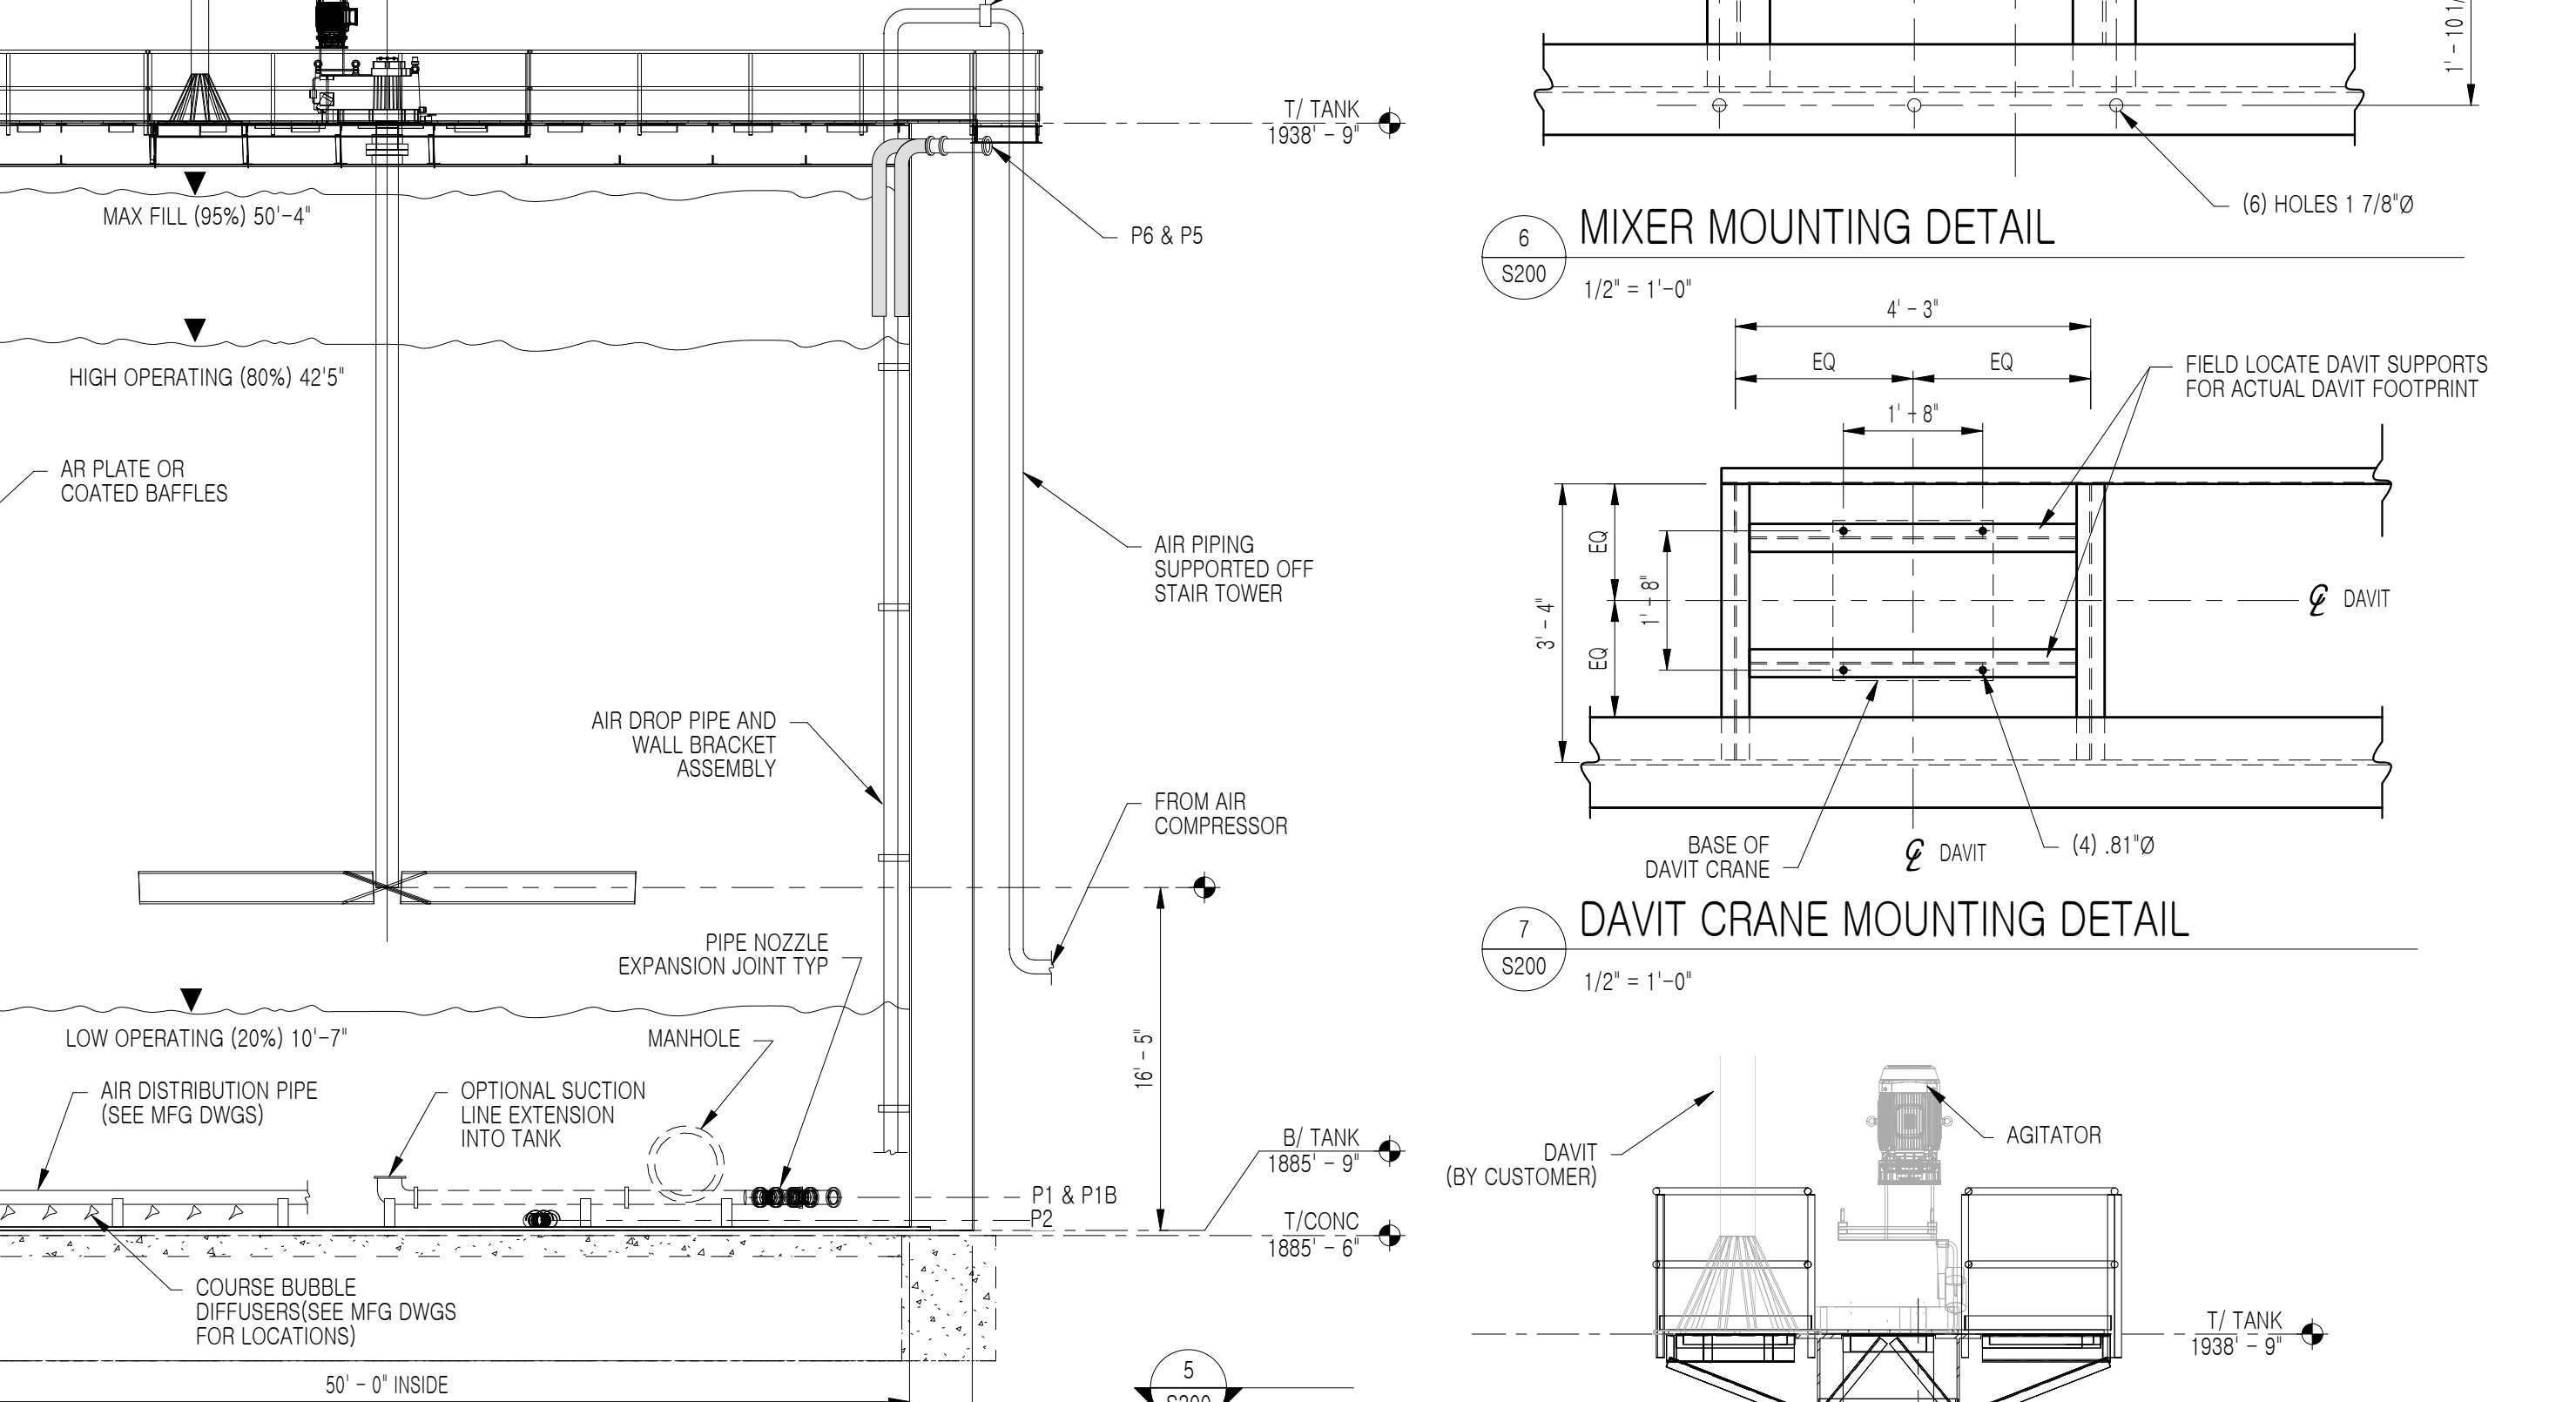 T/ TANK
1938' - 9"
MAX FILL (95%) 50'-4"
P6 & P5
HIGH OPERATING (80%) 42'5"
AR PLATE OR
COATED BAFFLES
AIR PIPING
SUPPORTED OFF
STAIR TOWER
AIR DROP PIPE AND
WALL BRACKET
ASSEMBLY
FROM AIR
COMPRESSOR
PIPE NOZZLE
EXPANSION JOINT TYP
LOW OPERATING (20%) 10'-7"
MANHOLE
16' - 5"
AIR DISTRIBUTION PIPE
(SEE MFG DWGS)
OPTIONAL SUCTION
LINE EXTENSION
INTO TANK
B/ TANK
1885' - 9"
P1 & P1B
P2
T/CONC
1885' - 6"
COURSE BUBBLE
DIFFUSERS(SEE MFG DWGS
FOR LOCATIONS)
50' - 0" INSIDE
5
S200
1' - 10 1/
(6) HOLES 1 7/8"Ø
6
S200
MIXER MOUNTING DETAIL
1/2" = 1'-0"
4' - 3"
EQ
EQ
1' - 8"
FIELD LOCATE DAVIT SUPPORTS
FOR ACTUAL DAVIT FOOTPRINT
EQ
1' - 8"
3' - 4"
EQ
℄ DAVIT
BASE OF
DAVIT CRANE
℄ DAVIT
(4) .81"Ø
7
S200
DAVIT CRANE MOUNTING DETAIL
1/2" = 1'-0"
DAVIT
(BY CUSTOMER)
AGITATOR
T/ TANK
1938' - 9"